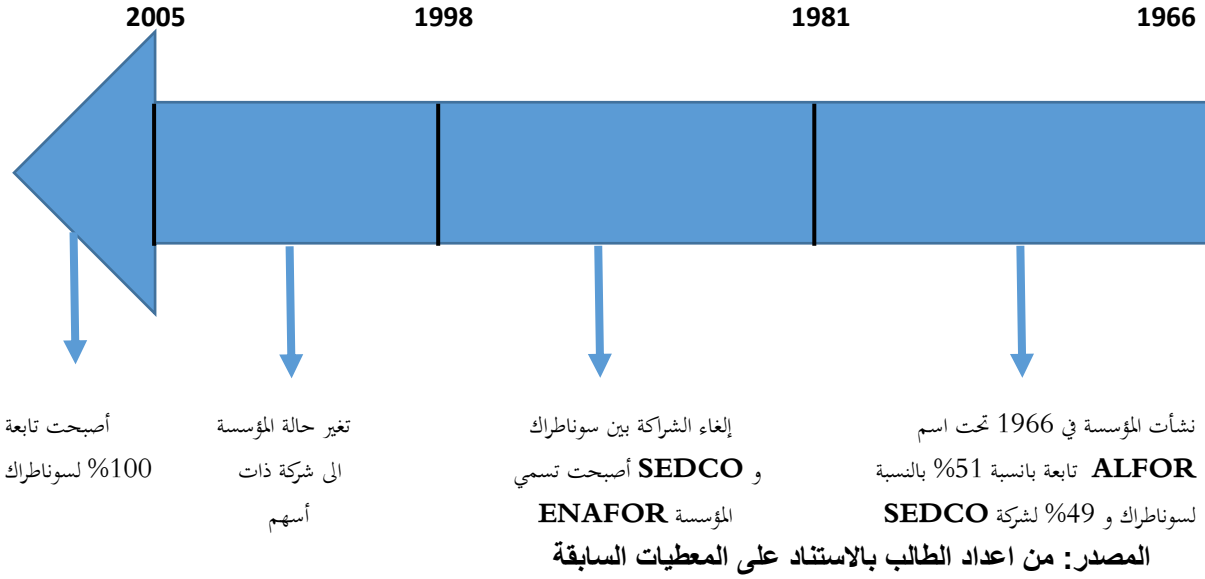 1966
1981
1998
2005
نشأت المؤسسة في 1966 تحت اسم
ALFOR تابعة بانسبة 51% بالنسبة
لسوناطراك و 49% لشركة SEDCO
إلغاء الشراكة بين سوناطراك
و SEDCO أصبحت تسمي
المؤسسة ENAFOR
تغير حالة المؤسسة
الى شركة ذات
أسهم
أصبحت تابعة
100% لسوناطراك
المصدر: من اعداد الطالب بالاستناد على المعطيات السابقة